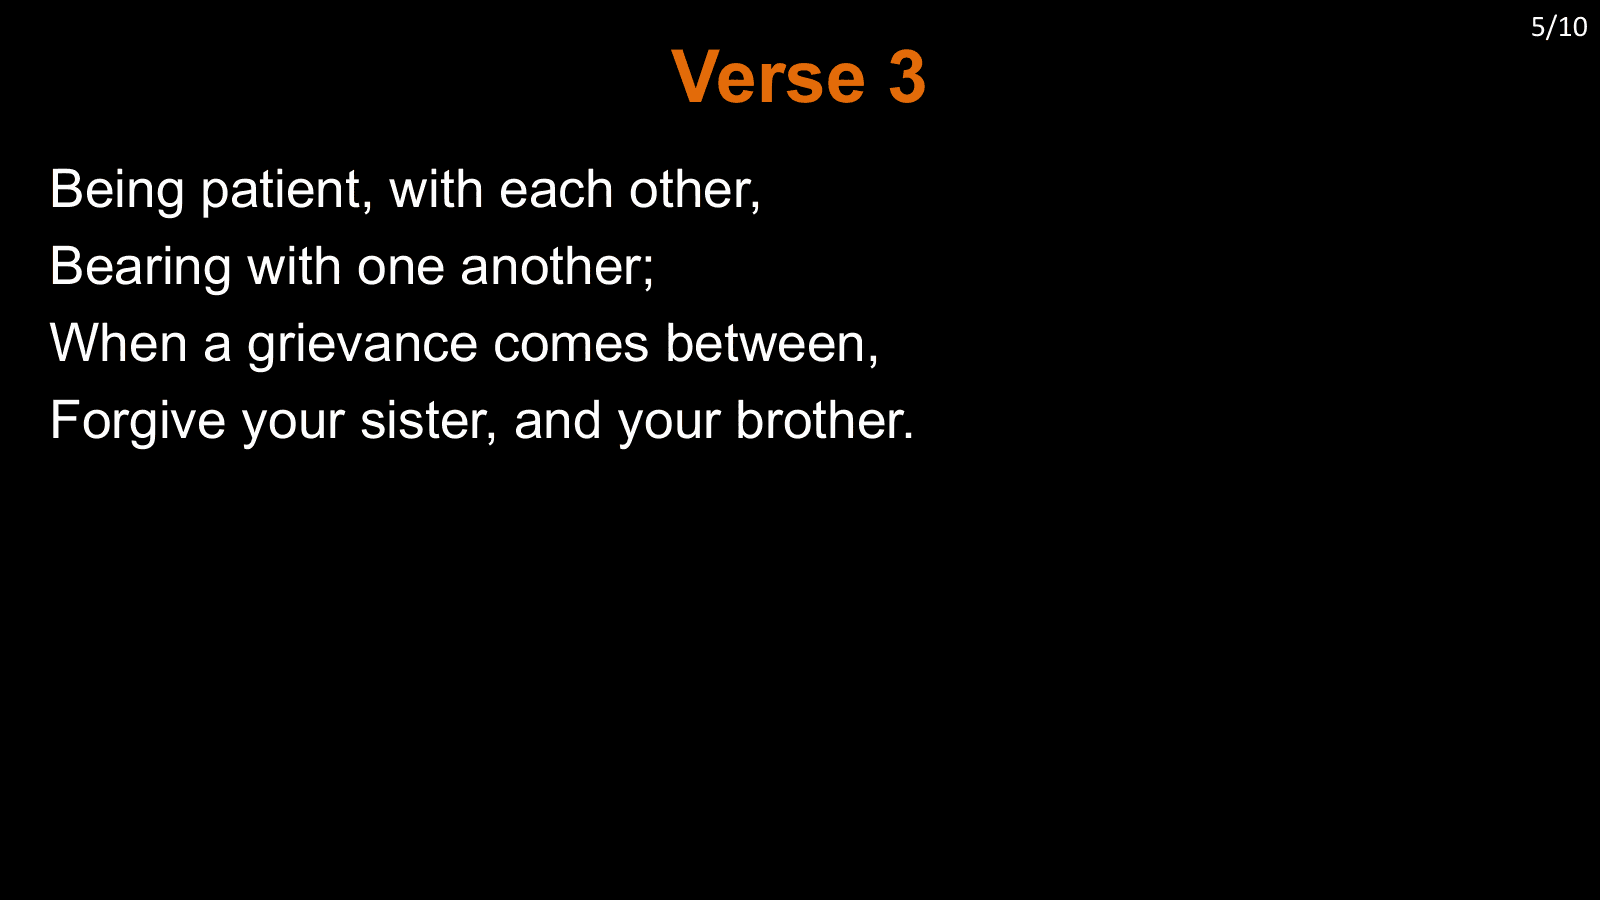 5/10
Verse 3
Being patient, with each other,
Bearing with one another;
When a grievance comes between,
Forgive your sister, and your brother.